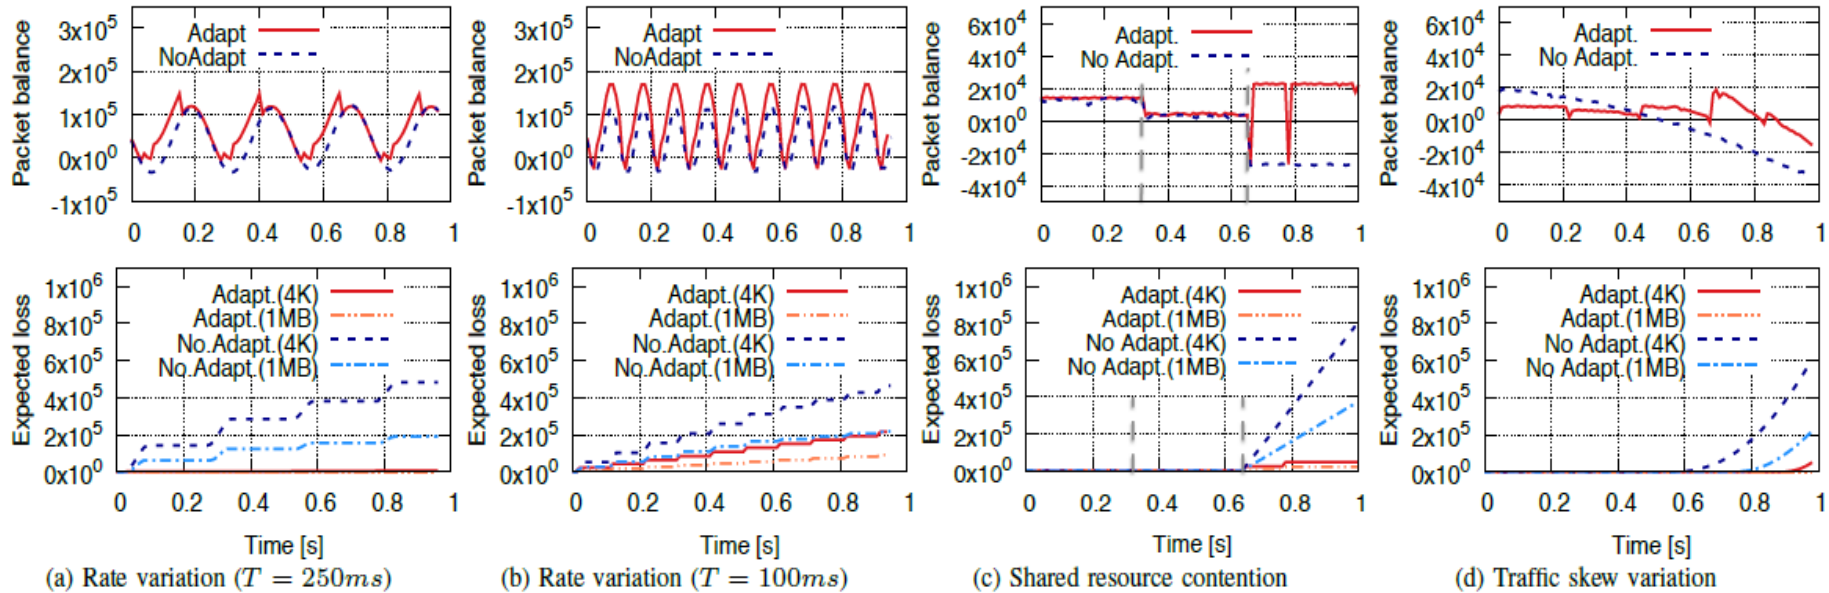 3x10^5
2x10^5
1x10^5
0x10^0
-1x10^5
Packet balance
Adapt
NoAdapt
0 0.2 0.4 0.6 0.8 1
3x10^5
2x10^5
1x10^5
0x10^0
-1x10^5
Packet balance
Adapt
NoAdapt
0 0.2 0.4 0.6 0.8 1
6x10^4
4x10^4
2x10^4
0x10^0
-2x10^4
-4x10^4
Packet balance
Adapt.
No Adapt.
0 0.2 0.4 0.6 0.8 1
6x10^4
4x10^4
2x10^4
0x10^0
-2x10^4
-4x10^4
Packet balance
Adapt.
No Adapt.
0 0.2 0.4 0.6 0.8 1
1x10^6
8x10^5
6x10^5
4x10^5
2x10^5
0x10^0
Expected loss
Adapt.(4K)
Adapt.(1MB)
No.Adapt.(4K)
No.Adapt.(1MB)
0 0.2 0.4 0.6 0.8 1
Time [s]
1x10^6
8x10^5
6x10^5
4x10^5
2x10^5
0x10^0
Expected loss
Adapt.(4K)
Adapt.(1MB)
No.Adapt.(4K)
No.Adapt.(1MB)
0 0.2 0.4 0.6 0.8 1
Time [s]
1x10^6
8x10^5
6x10^5
4x10^5
2x10^5
0x10^0
Expected loss
Adapt.(4K)
Adapt.(1MB)
No Adapt.(4K)
No Adapt.(1MB)
0 0.2 0.4 0.6 0.8 1
Time [s]
1x10^6
8x10^5
6x10^5
4x10^5
2x10^5
0x10^0
Expected loss
Adapt.(4K)
Adapt.(1MB)
No Adapt.(4K)
No Adapt.(1MB)
0 0.2 0.4 0.6 0.8 1
Time [s]
(a) Rate variation (T = 250ms)
(b) Rate variation (T = 100ms)
(c) Shared resource contention
(d) Traffic skew variation